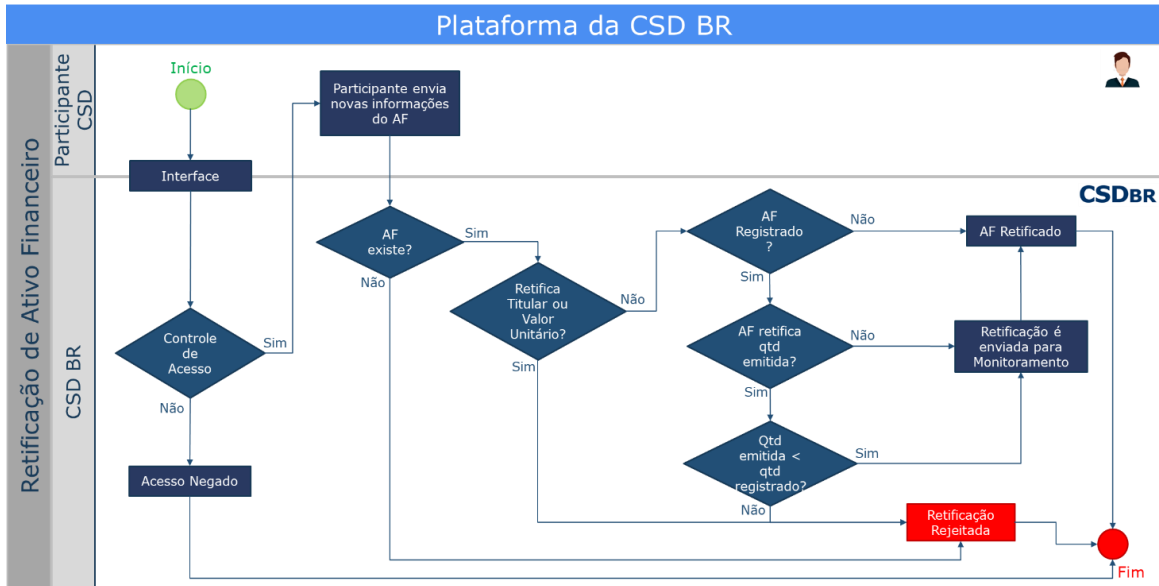 Plataforma da CSD BR
Retificação de Ativo Financeiro
Participante
CSD
CSD BR
Início
Participante envia
novas informações
do AF
Interface
CSDBR
AF
existe?
Sim
Não
Retifica
Titular ou
Valor
Unitário?
Não
Sim
AF
Registrado
?
Não
Sim
AF Retificado
Controle
de
Acesso
Sim
Não
AF retifica
qtd
emitida?
Não
Sim
Retificação é
enviada para
Monitoramento
Qtd
emitida <
qtd
registrado?
Sim
Não
Acesso Negado
Retificação
Rejeitada
Fim